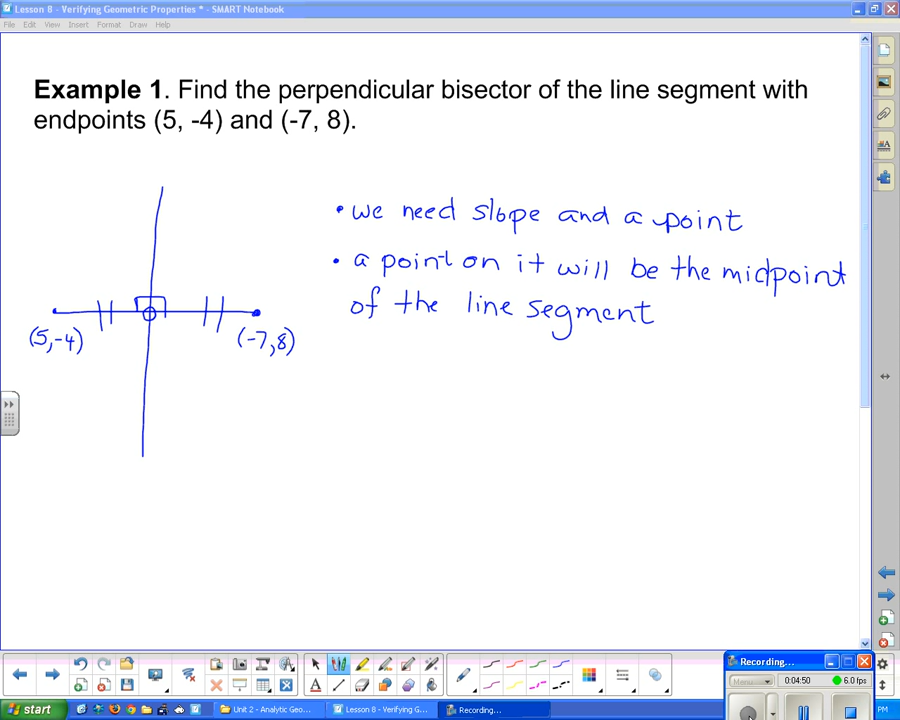 Lesson 8 - Verifying Geometric Properties * - SMART Notebook
File Edit View Insert Format Draw Help
Example 1. Find the perpendicular bisector of the line segment with
endpoints (5, -4) and (-7, 8).
• we need slope and a point
• a point on it will be the midpoint
of the line segment
(5,-4)
(-7,8)
Recording...
Menu
0:04:50
6.0 fps
start
Unit 2 - Analytic Geo...
Lesson 8 - Verifying G...
Recording...
PM